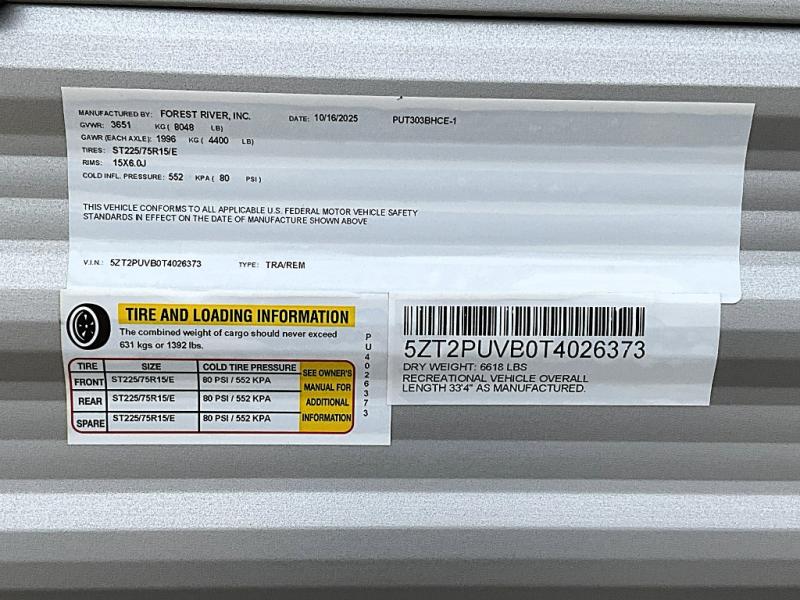 MANUFACTURED BY: FOREST RIVER, INC. DATE: 10/16/2025 PUT303BHCE-1
GVWR: 3651 KG ( 8048 LB)
GAWR (EACH AXLE): 1996 KG ( 4400 LB)
TIRES: ST225/75R15/E
RIMS: 15X6.0J
COLD INFL. PRESSURE: 552 KPA ( 80 PSI )
THIS VEHICLE CONFORMS TO ALL APPLICABLE U.S. FEDERAL MOTOR VEHICLE SAFETY
STANDARDS IN EFFECT ON THE DATE OF MANUFACTURE SHOWN ABOVE
V.I.N.: 5ZT2PUVB0T4026373 TYPE: TRA/REM
TIRE AND LOADING INFORMATION
The combined weight of cargo should never exceed
631 kgs or 1392 lbs.
TIRE SIZE COLD TIRE PRESSURE
FRONT ST225/75R15/E 80 PSI / 552 KPA
REAR ST225/75R15/E 80 PSI / 552 KPA
SPARE ST225/75R15/E 80 PSI / 552 KPA
SEE OWNER'S
MANUAL FOR
ADDITIONAL
INFORMATION
PU4026373
5ZT2PUVB0T4026373
DRY WEIGHT: 6618 LBS
RECREATIONAL VEHICLE OVERALL
LENGTH 33'4" AS MANUFACTURED.